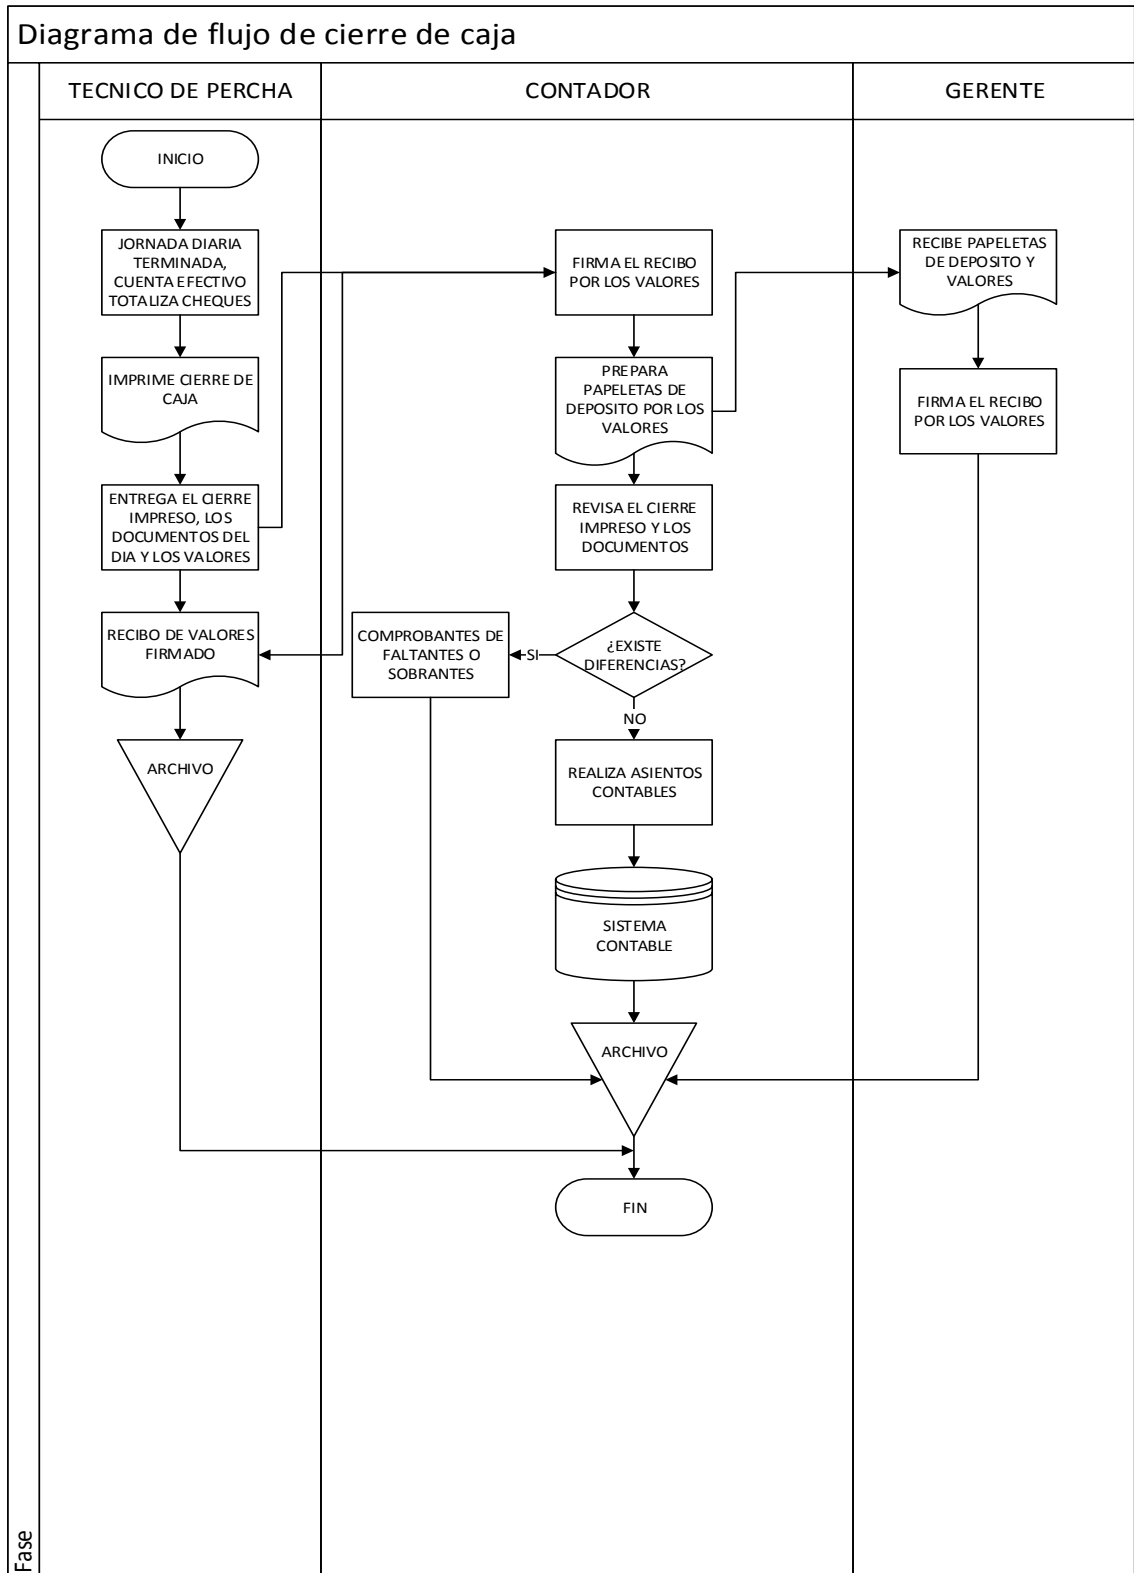 Diagrama de flujo de cierre de caja
TECNICO DE PERCHA
CONTADOR
GERENTE
INICIO
JORNADA DIARIA
TERMINADA,
CUENTA EFECTIVO
TOTALIZA CHEQUES
IMPRIME CIERRE DE
CAJA
ENTREGA EL CIERRE
IMPRESO, LOS
DOCUMENTOS DEL
DIA Y LOS VALORES
RECIBO DE VALORES
FIRMADO
ARCHIVO
FIRMA EL RECIBO
POR LOS VALORES
PREPARA
PAPELETAS DE
DEPOSITO POR LOS
VALORES
REVISA EL CIERRE
IMPRESO Y LOS
DOCUMENTOS
¿EXISTE
DIFERENCIAS?
SI
COMPROBANTES DE
FALTANTES O
SOBRANTES
NO
REALIZA ASIENTOS
CONTABLES
SISTEMA
CONTABLE
ARCHIVO
FIN
RECIBE PAPELETAS
DE DEPOSITO Y
VALORES
FIRMA EL RECIBO
POR LOS VALORES
Fase